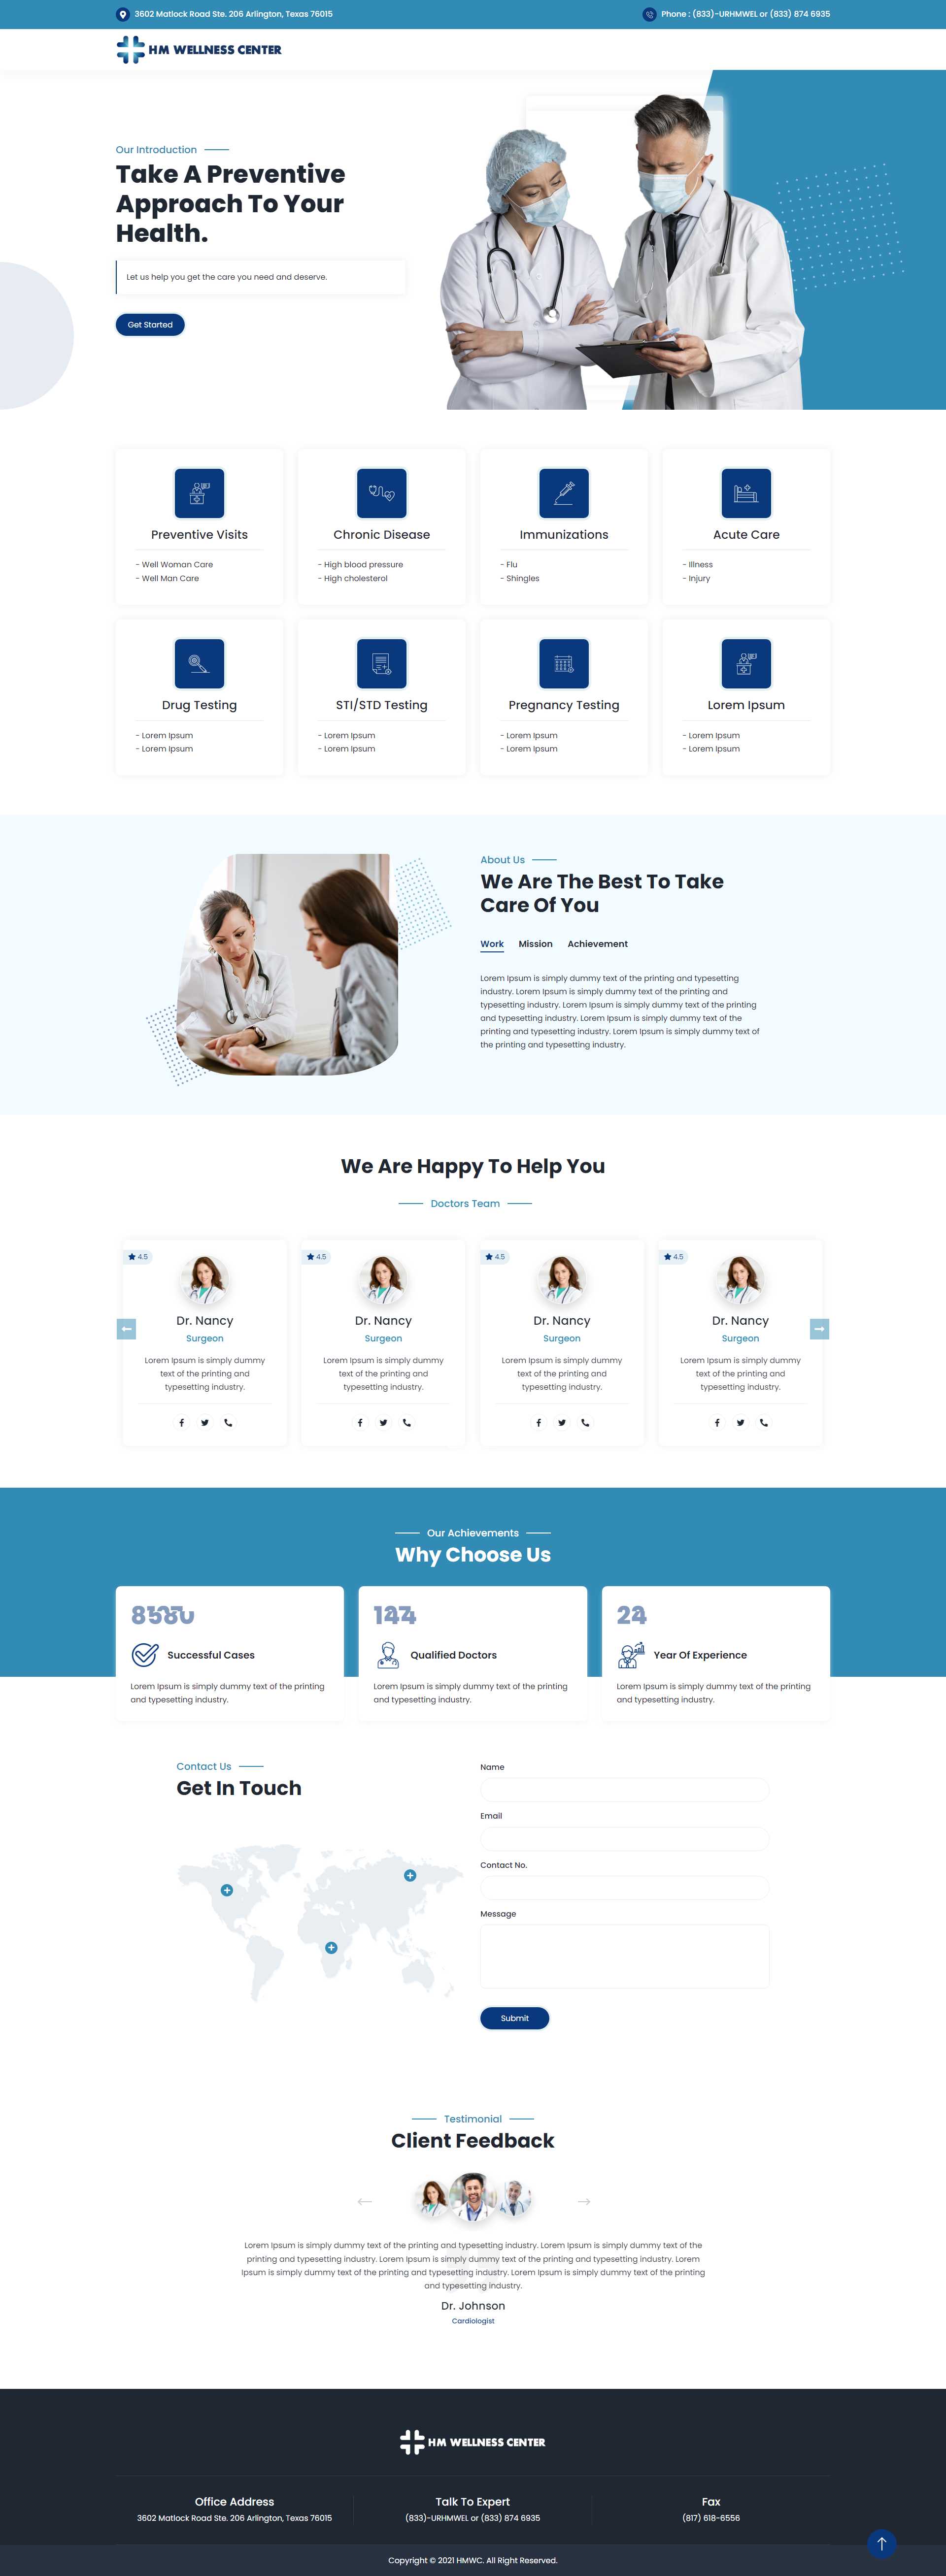 3602 Matlock Road Ste. 206 Arlington, Texas 76015
Phone : (833)-URHMWEL or (833) 874 6935
HM WELLNESS CENTER
Our Introduction
Take A Preventive
Approach To Your
Health.
Let us help you get the care you need and deserve.
Get Started
Preventive Visits
- Well Woman Care
- Well Man Care
Chronic Disease
- High blood pressure
- High cholesterol
Immunizations
- Flu
- Shingles
Acute Care
- Illness
- Injury
Drug Testing
- Lorem Ipsum
- Lorem Ipsum
STI/STD Testing
- Lorem Ipsum
- Lorem Ipsum
Pregnancy Testing
- Lorem Ipsum
- Lorem Ipsum
Lorem Ipsum
- Lorem Ipsum
- Lorem Ipsum
About Us
We Are The Best To Take
Care Of You
Work Mission Achievement
Lorem Ipsum is simply dummy text of the printing and typesetting
industry. Lorem Ipsum is simply dummy text of the printing and
typesetting industry. Lorem Ipsum is simply dummy text of the printing
and typesetting industry. Lorem Ipsum is simply dummy text of the
printing and typesetting industry. Lorem Ipsum is simply dummy text of
the printing and typesetting industry.
We Are Happy To Help You
Doctors Team
4.5
Dr. Nancy
Surgeon
Lorem Ipsum is simply dummy
text of the printing and
typesetting industry.
4.5
Dr. Nancy
Surgeon
Lorem Ipsum is simply dummy
text of the printing and
typesetting industry.
4.5
Dr. Nancy
Surgeon
Lorem Ipsum is simply dummy
text of the printing and
typesetting industry.
4.5
Dr. Nancy
Surgeon
Lorem Ipsum is simply dummy
text of the printing and
typesetting industry.
Our Achievements
Why Choose Us
Successful Cases
Lorem Ipsum is simply dummy text of the printing
and typesetting industry.
Qualified Doctors
Lorem Ipsum is simply dummy text of the printing
and typesetting industry.
Year Of Experience
Lorem Ipsum is simply dummy text of the printing
and typesetting industry.
Contact Us
Get In Touch
Name
Email
Contact No.
Message
Submit
Testimonial
Client Feedback
Lorem Ipsum is simply dummy text of the printing and typesetting industry. Lorem Ipsum is simply dummy text of the
printing and typesetting industry. Lorem Ipsum is simply dummy text of the printing and typesetting industry. Lorem
Ipsum is simply dummy text of the printing and typesetting industry. Lorem Ipsum is simply dummy text of the printing
and typesetting industry.
Dr. Johnson
Cardiologist
HM WELLNESS CENTER
Office Address
3602 Matlock Road Ste. 206 Arlington, Texas 76015
Talk To Expert
(833)-URHMWEL or (833) 874 6935
Fax
(817) 618-6556
Copyright © 2021 HMWC. All Right Reserved.